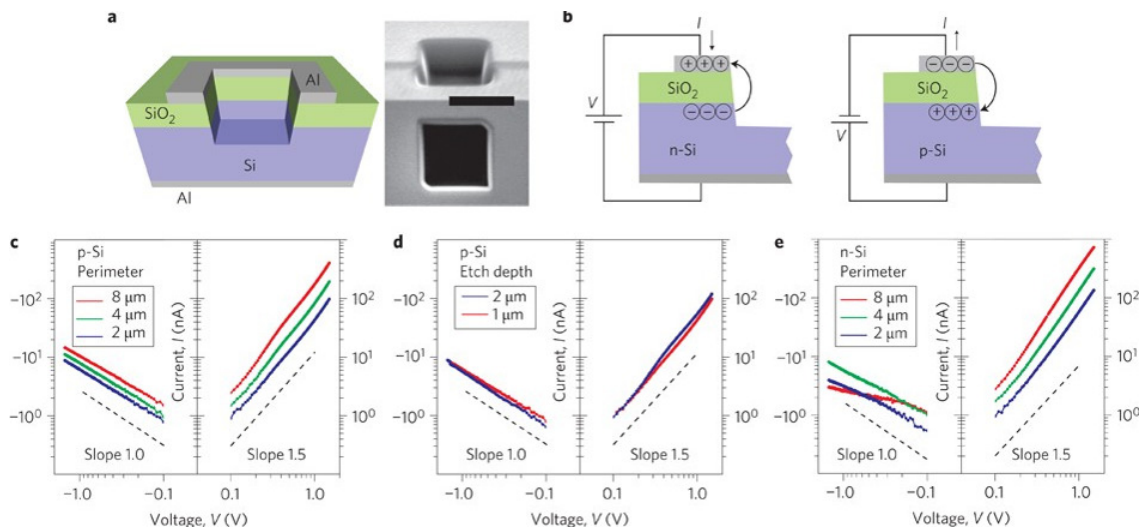 a
Al
SiO2
Si
Al
b
I
+ + +
SiO2
− − −
V
n-Si
I
− − −
SiO2
+ + +
V
p-Si
c
p-Si
Perimeter
8 μm
4 μm
2 μm
−10²
−10¹
−10⁰
Current, I (nA)
10²
10¹
10⁰
Slope 1.0
Slope 1.5
−1.0
−0.1
0.1
1.0
Voltage, V (V)
d
p-Si
Etch depth
2 μm
1 μm
−10²
−10¹
−10⁰
Current, I (nA)
10²
10¹
10⁰
Slope 1.0
Slope 1.5
−1.0
−0.1
0.1
1.0
Voltage, V (V)
e
n-Si
Perimeter
8 μm
4 μm
2 μm
−10²
−10¹
−10⁰
Current, I (nA)
10²
10¹
10⁰
Slope 1.0
Slope 1.5
−1.0
−0.1
0.1
1.0
Voltage, V (V)